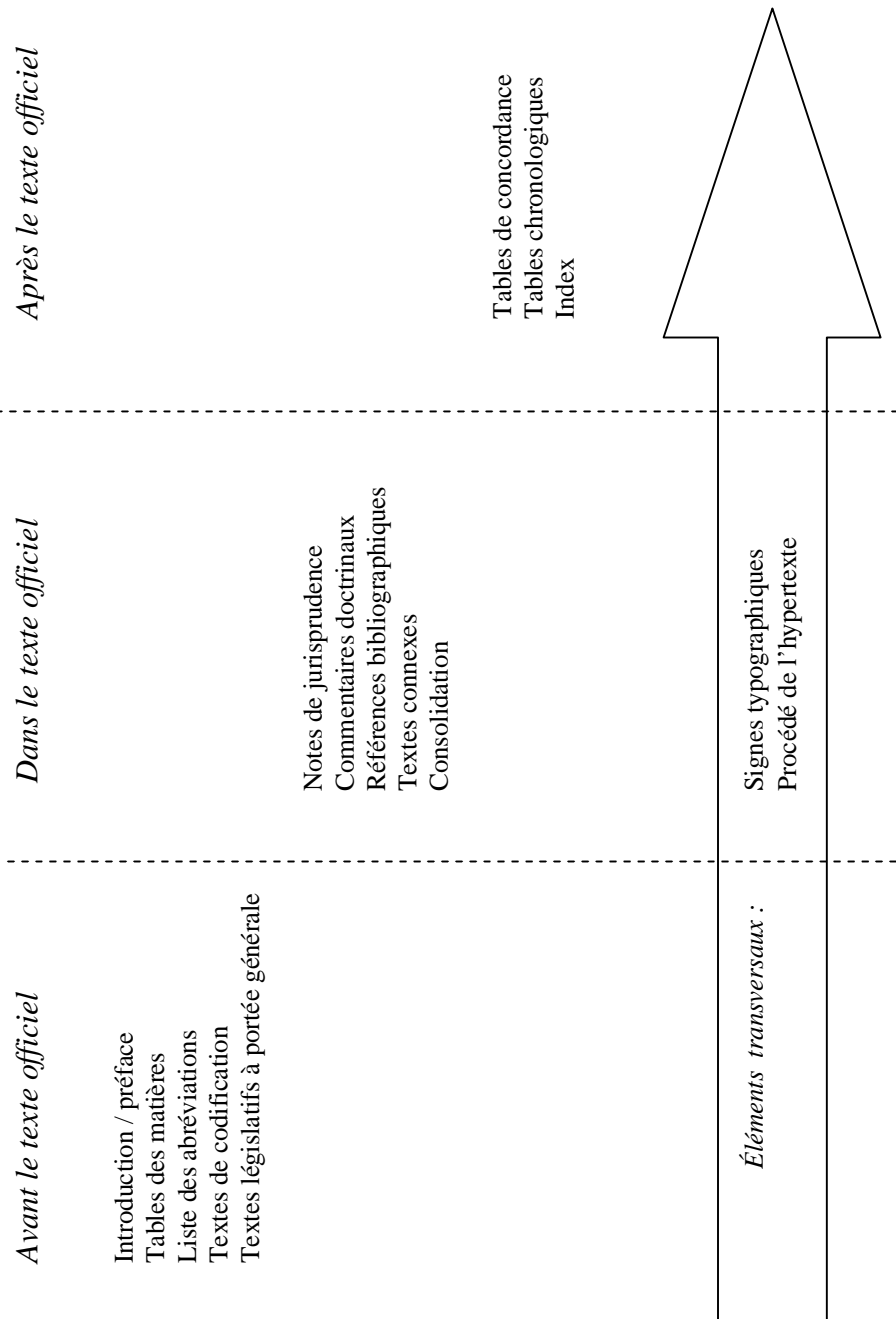 Avant le texte officiel
Introduction / préface
Tables des matières
Liste des abréviations
Textes de codification
Textes législatifs à portée générale
Dans le texte officiel
Notes de jurisprudence
Commentaires doctrinaux
Références bibliographiques
Textes connexes
Consolidation
Après le texte officiel
Tables de concordance
Tables chronologiques
Index
Éléments transversaux :
Signes typographiques
Procédé de l’hypertexte